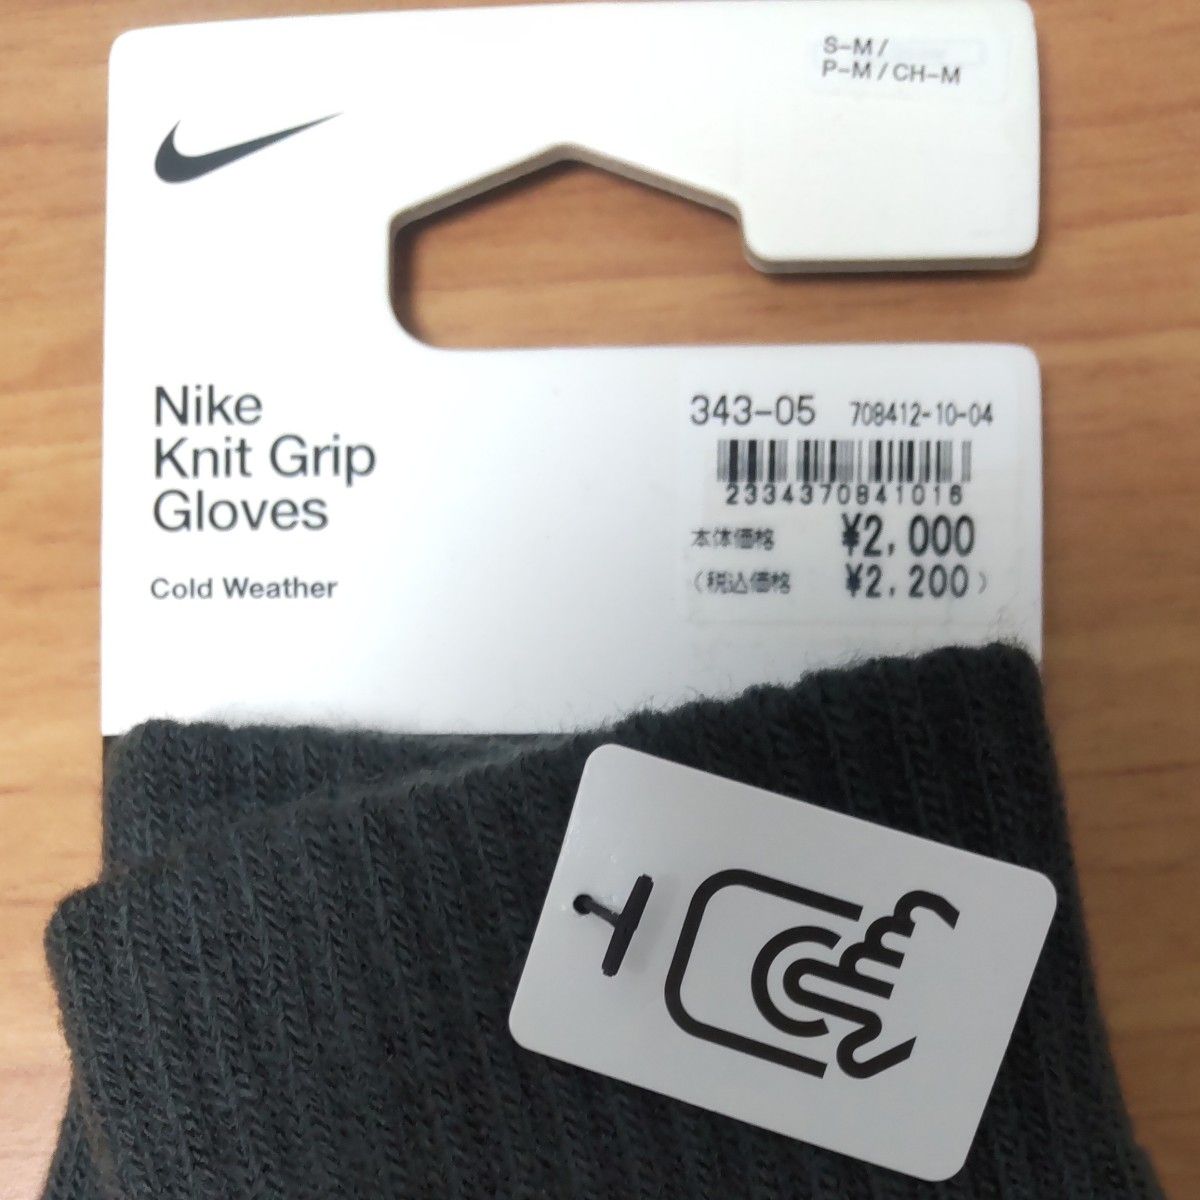 S-M/
P-M/CH-M
Nike
Knit Grip
Gloves
Cold Weather
343-05 708412-10-04
2334370841016
本体価格 ¥2,000
(税込価格 ¥2,200)